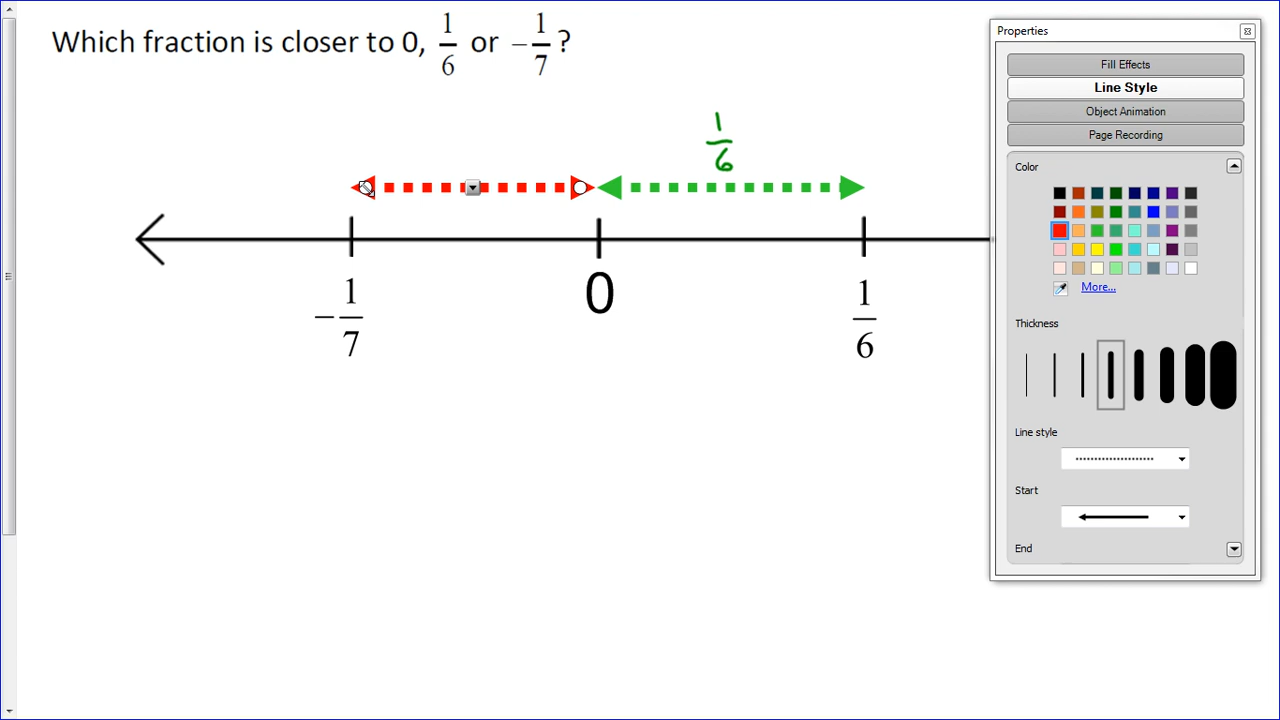 Which fraction is closer to 0, 1/6 or −1/7 ?
1/6
−1/7 0 1/6
Properties
Fill Effects
Line Style
Object Animation
Page Recording
Color
More...
Thickness
Line style
Start
End